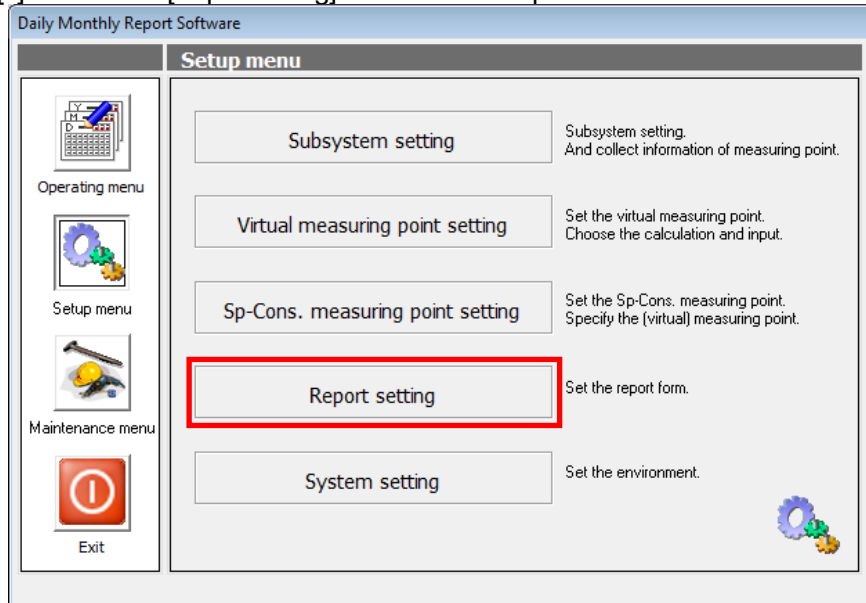 Daily Monthly Report Software
Setup menu
Operating menu
Setup menu
Maintenance menu
Exit
Subsystem setting
Subsystem setting.
And collect information of measuring point.
Virtual measuring point setting
Set the virtual measuring point.
Choose the calculation and input.
Sp-Cons. measuring point setting
Set the Sp-Cons. measuring point.
Specify the (virtual) measuring point.
Report setting
Set the report form.
System setting
Set the environment.